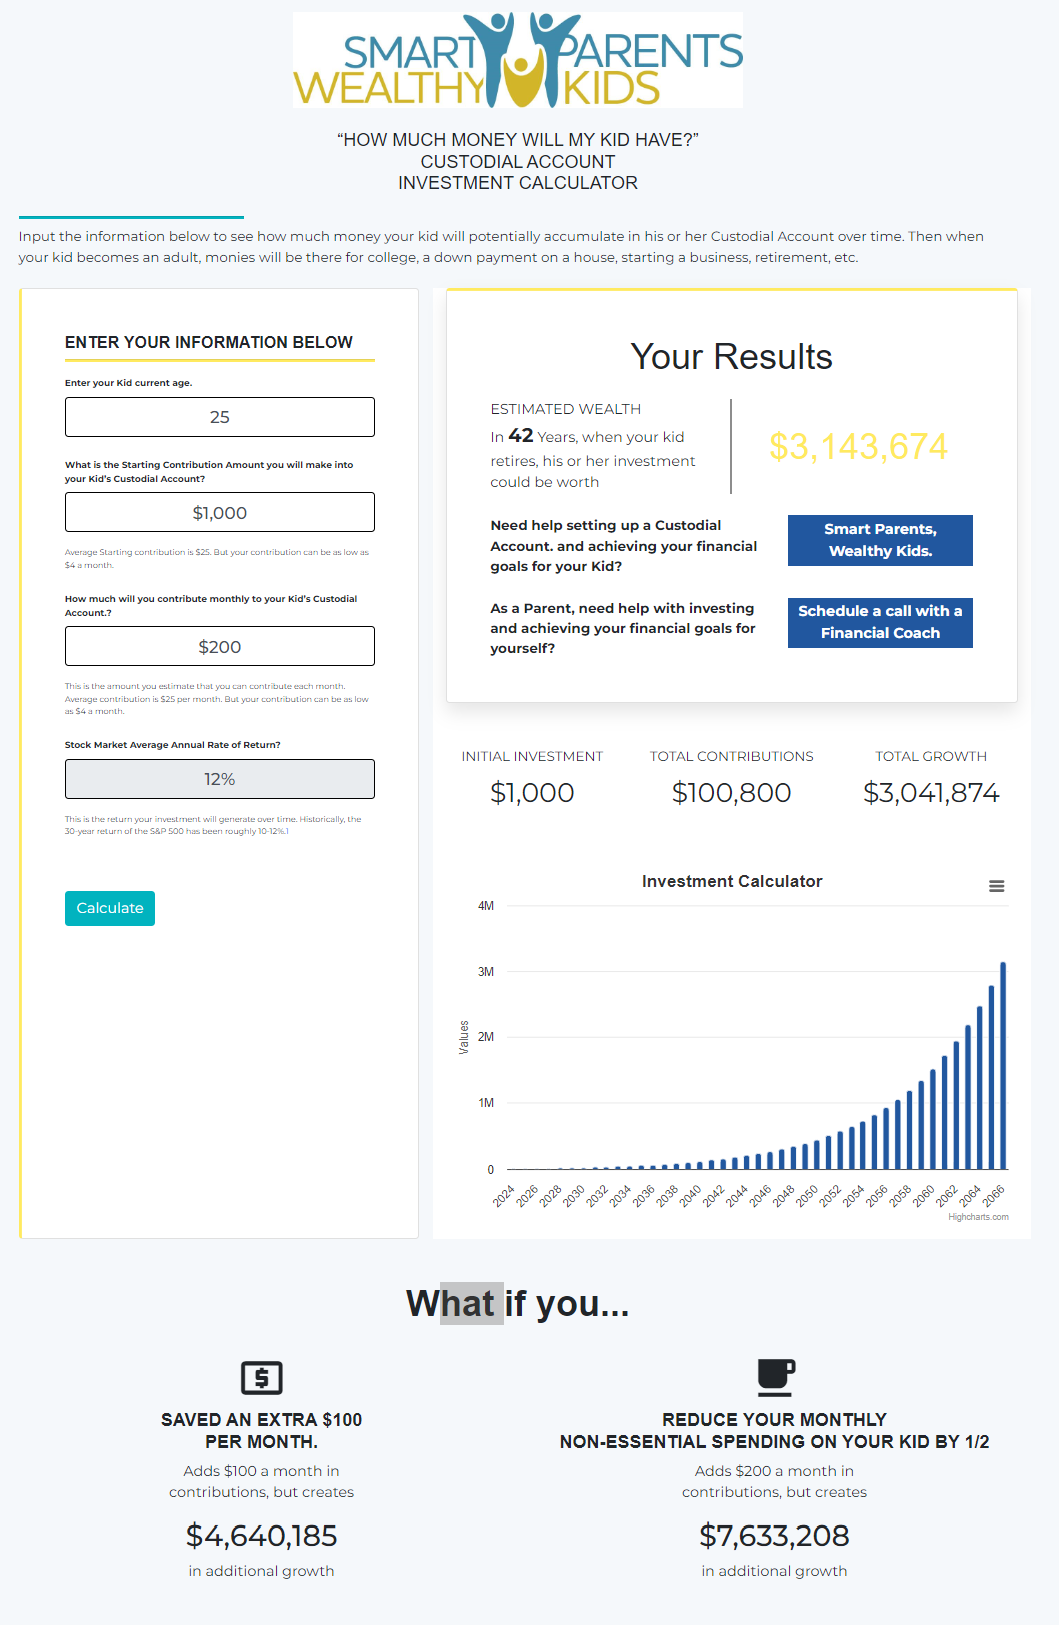 SMART PARENTS
WEALTHY KIDS
“HOW MUCH MONEY WILL MY KID HAVE?”
CUSTODIAL ACCOUNT
INVESTMENT CALCULATOR
Input the information below to see how much money your kid will potentially accumulate in his or her Custodial Account over time. Then when
your kid becomes an adult, monies will be there for college, a down payment on a house, starting a business, retirement, etc.
ENTER YOUR INFORMATION BELOW
Enter your Kid current age.
25
What is the Starting Contribution Amount you will make into
your Kid’s Custodial Account?
$1,000
Average Starting contribution is $25. But your contribution can be as low as
$4 a month.
How much will you contribute monthly to your Kid’s Custodial
Account.?
$200
This is the amount you estimate that you can contribute each month.
Average contribution is $25 per month. But your contribution can be as low
as $4 a month.
Stock Market Average Annual Rate of Return?
12%
This is the return your investment will generate over time. Historically, the
30-year return of the S&P 500 has been roughly 10-12%.1
Calculate
Your Results
ESTIMATED WEALTH
In 42 Years, when your kid
retires, his or her investment
could be worth
$3,143,674
Need help setting up a Custodial
Account. and achieving your financial
goals for your Kid?
Smart Parents,
Wealthy Kids.
As a Parent, need help with investing
and achieving your financial goals for
yourself?
Schedule a call with a
Financial Coach
INITIAL INVESTMENT
$1,000
TOTAL CONTRIBUTIONS
$100,800
TOTAL GROWTH
$3,041,874
Investment Calculator
4M
3M
2M
1M
0
Values
2024 2026 2028 2030 2032 2034 2036 2038 2040 2042 2044 2046 2048 2050 2052 2054 2056 2058 2060 2062 2064 2066
Highcharts.com
What if you...
SAVED AN EXTRA $100
PER MONTH.
Adds $100 a month in
contributions, but creates
$4,640,185
in additional growth
REDUCE YOUR MONTHLY
NON-ESSENTIAL SPENDING ON YOUR KID BY 1/2
Adds $200 a month in
contributions, but creates
$7,633,208
in additional growth